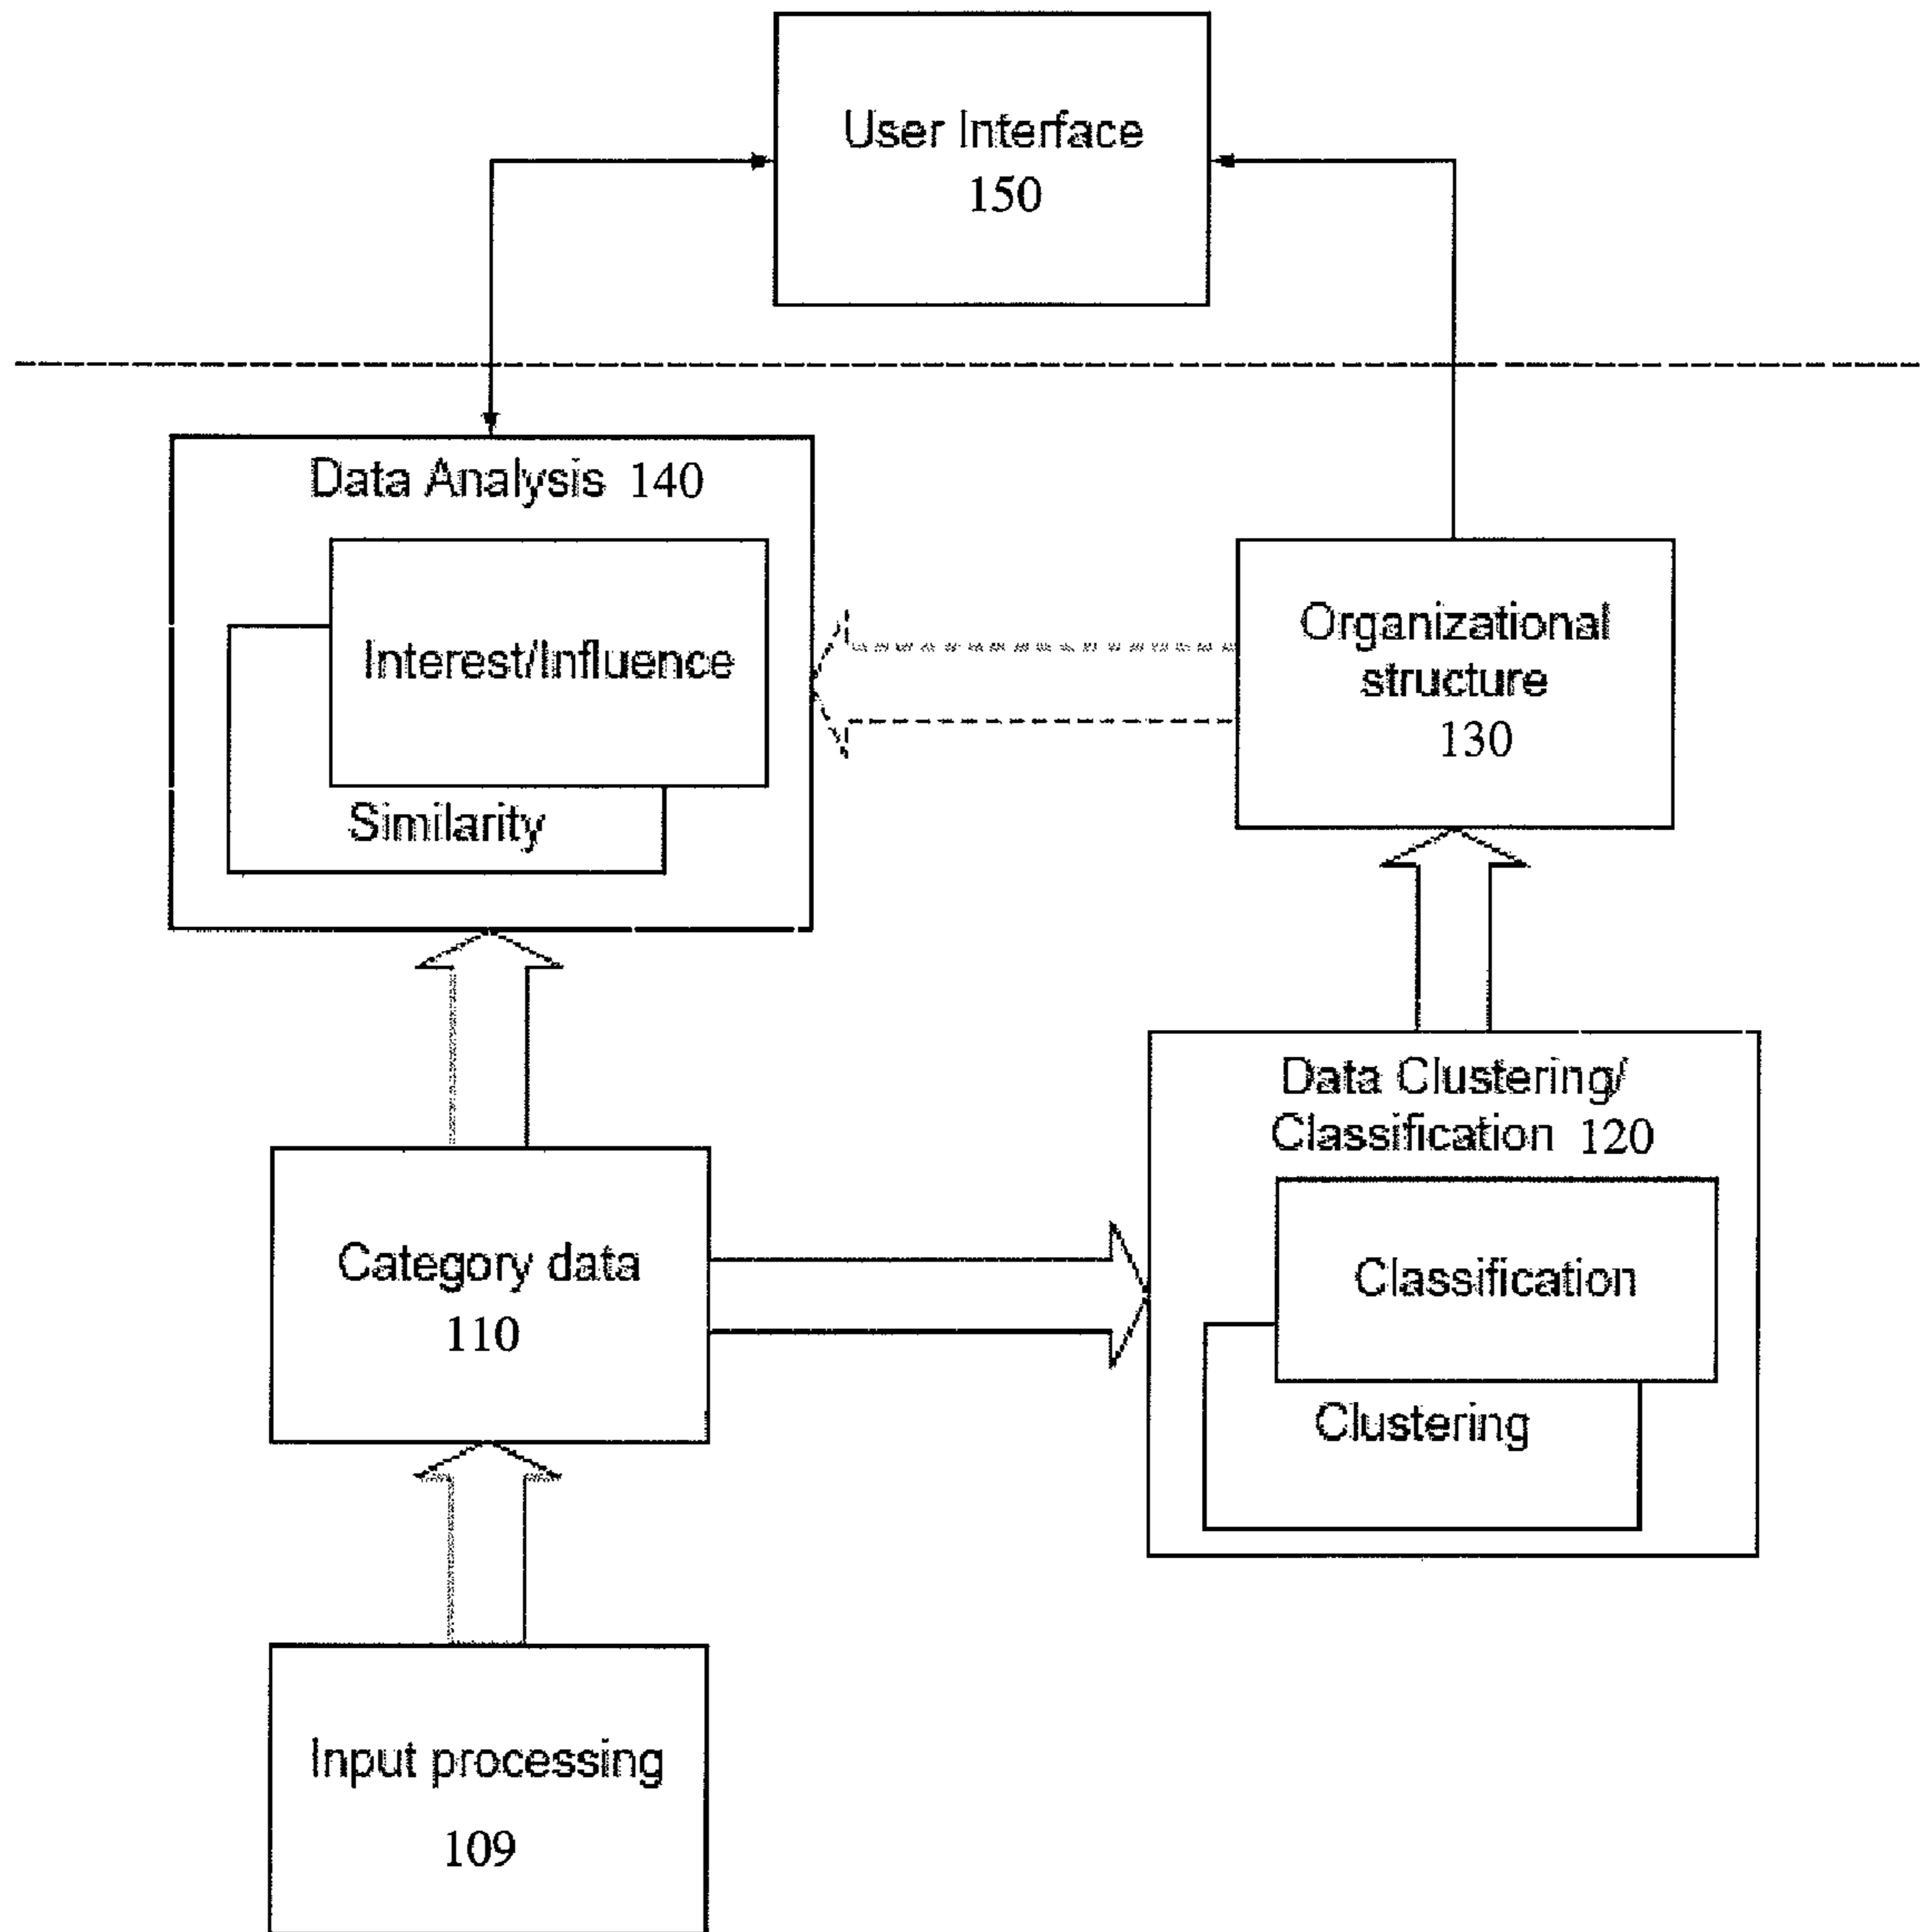 User Interface
150
Data Analysis 140
Interest/Influence
Similarity
Organizational
structure
130
Data Clustering/
Classification 120
Classification
Clustering
Category data
110
Input processing
109